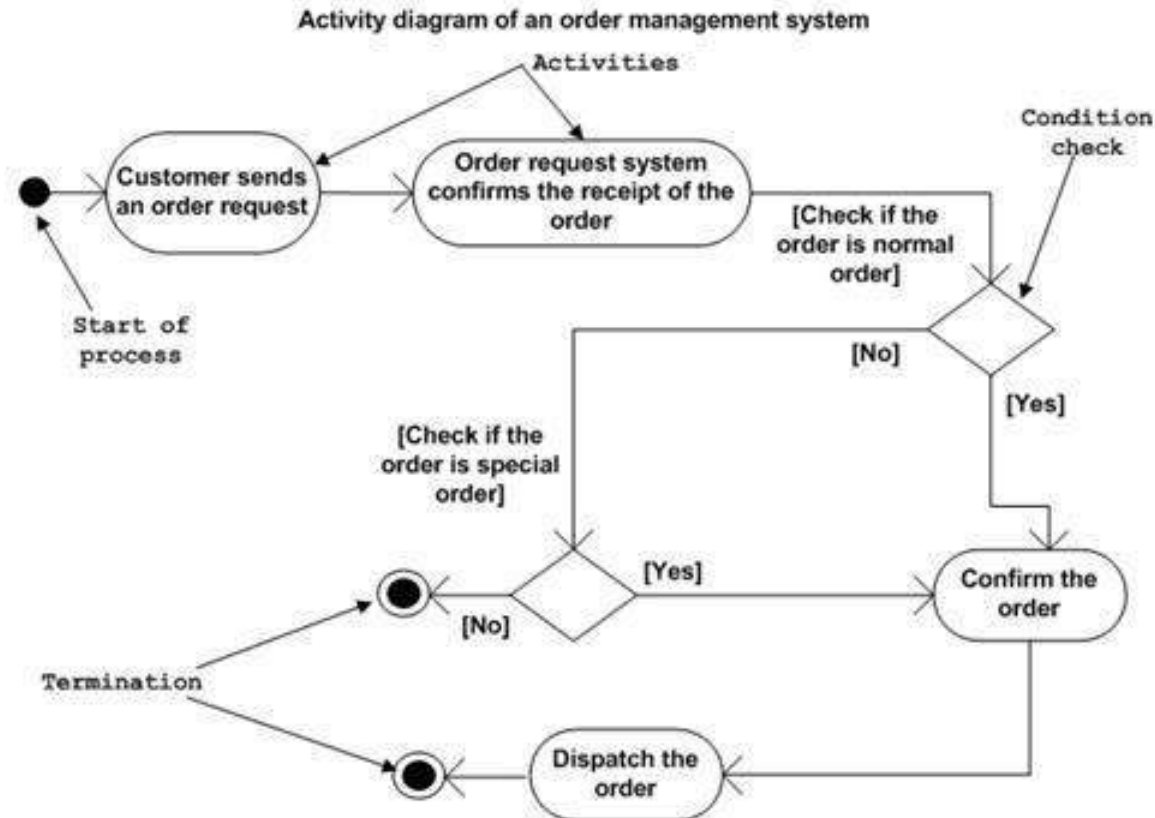 Activity diagram of an order management system
Activities
Condition
check
Customer sends
an order request
Order request system
confirms the receipt of the
order
[Check if the
order is normal
order]
Start of
process
[No]
[Yes]
[Check if the
order is special
order]
[Yes]
[No]
Confirm the
order
Termination
Dispatch the
order